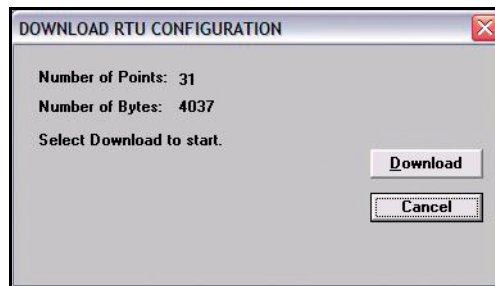 DOWNLOAD RTU CONFIGURATION
Number of Points: 31
Number of Bytes: 4037
Select Download to start.
Download
Cancel